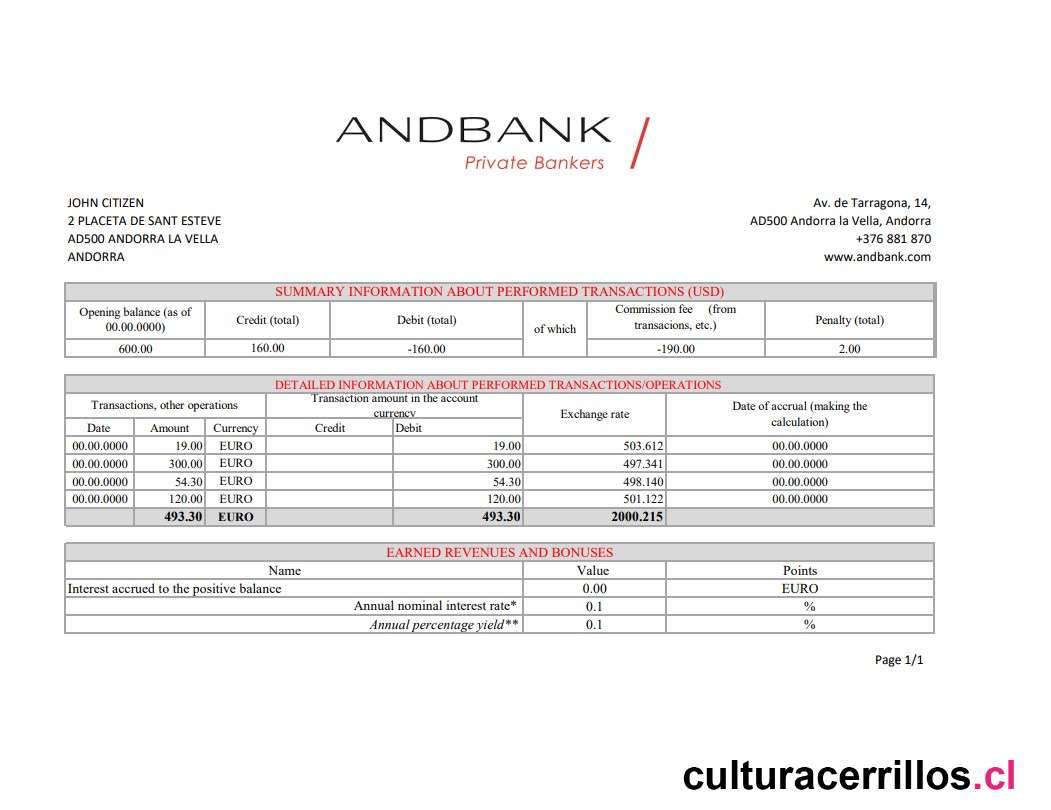 ANDBANK
Private Bankers
JOHN CITIZEN
2 PLACETA DE SANT ESTEVE
AD500 ANDORRA LA VELLA
ANDORRA
Av. de Tarragona, 14,
AD500 Andorra la Vella, Andorra
+376 881 870
www.andbank.com
SUMMARY INFORMATION ABOUT PERFORMED TRANSACTIONS (USD)
Opening balance (as of 00.00.0000) Credit (total) Debit (total) of which Commission fee (from transacions, etc.) Penalty (total)
600.00 160.00 -160.00 -190.00 2.00
DETAILED INFORMATION ABOUT PERFORMED TRANSACTIONS/OPERATIONS
Transactions, other operations Transaction amount in the account currency Exchange rate Date of accrual (making the calculation)
Date Amount Currency Credit Debit
00.00.0000 19.00 EURO 19.00 503.612 00.00.0000
00.00.0000 300.00 EURO 300.00 497.341 00.00.0000
00.00.0000 54.30 EURO 54.30 498.140 00.00.0000
00.00.0000 120.00 EURO 120.00 501.122 00.00.0000
493.30 EURO 493.30 2000.215
EARNED REVENUES AND BONUSES
Name Value Points
Interest accrued to the positive balance 0.00 EURO
Annual nominal interest rate* 0.1 %
Annual percentage yield** 0.1 %
Page 1/1
culturacerrillos.cl